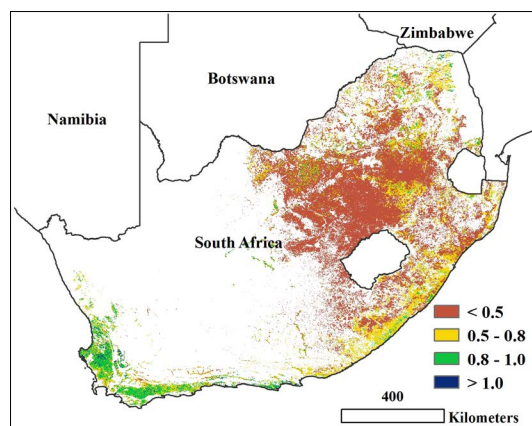 Zimbabwe
Botswana
Namibia
South Africa
< 0.5
0.5 - 0.8
0.8 - 1.0
> 1.0
400
Kilometers